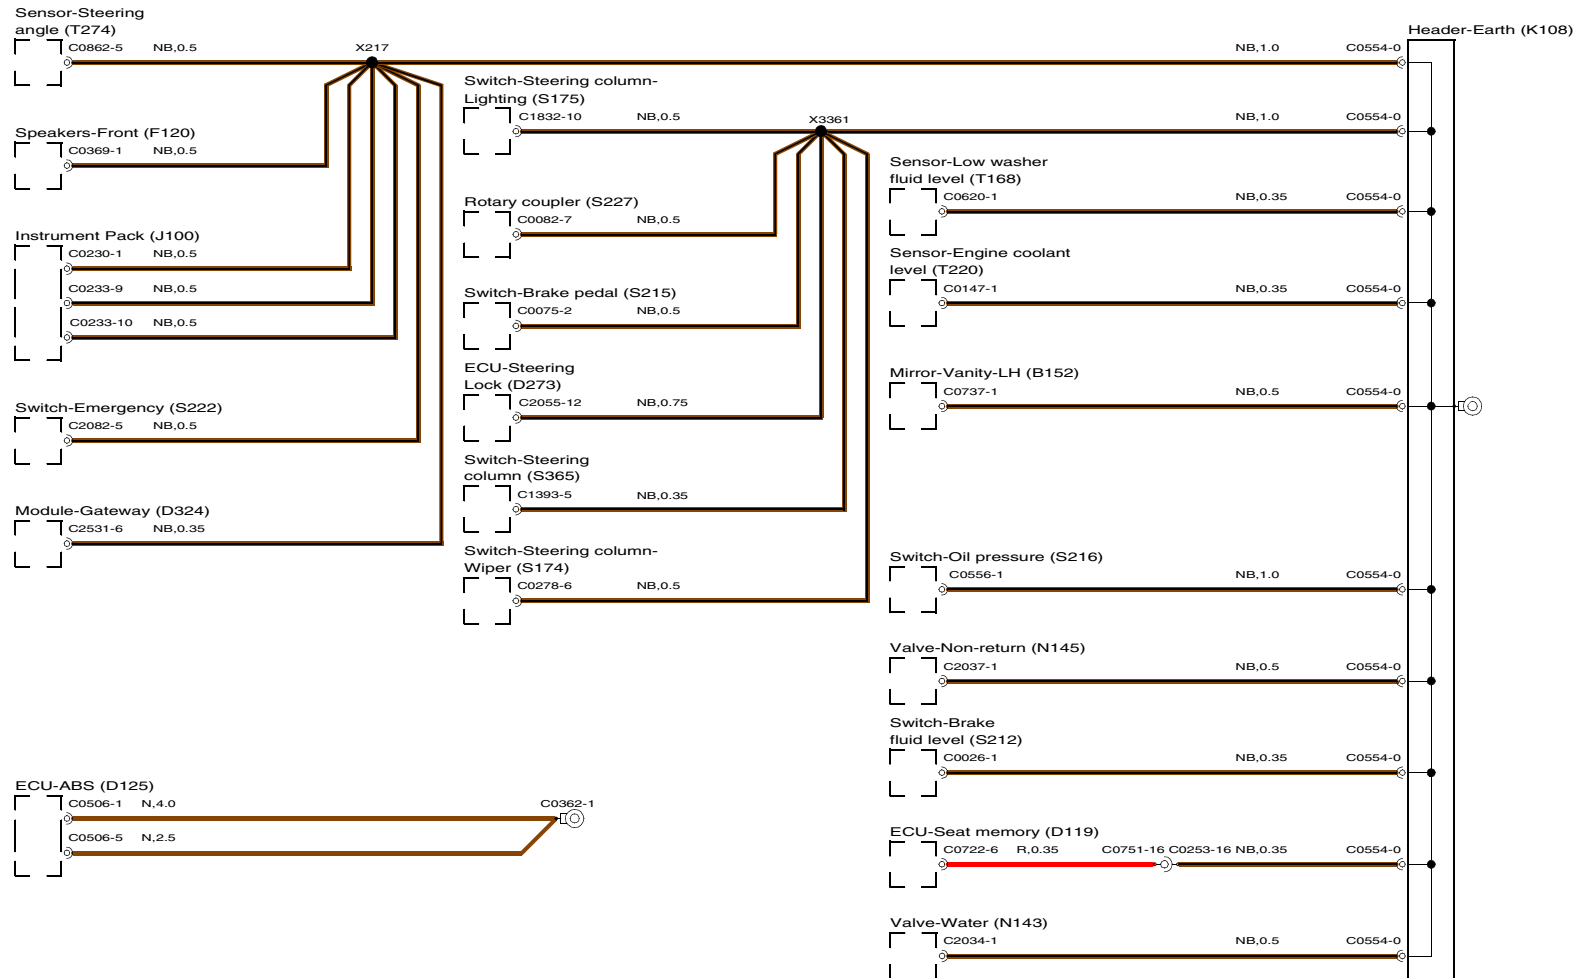 Sensor-Steering
angle (T274)
C0862-5 NB,0.5
X217
NB,1.0 C0554-0
Header-Earth (K108)
Speakers-Front (F120)
C0369-1 NB,0.5
Instrument Pack (J100)
C0230-1 NB,0.5
C0233-9 NB,0.5
C0233-10 NB,0.5
Switch-Emergency (S222)
C2082-5 NB,0.5
Module-Gateway (D324)
C2531-6 NB,0.35
ECU-ABS (D125)
C0506-1 N,4.0
C0362-1
C0506-5 N,2.5
Switch-Steering column-
Lighting (S175)
C1832-10 NB,0.5
X3361
NB,1.0 C0554-0
Rotary coupler (S227)
C0082-7 NB,0.5
Switch-Brake pedal (S215)
C0075-2 NB,0.5
ECU-Steering
Lock (D273)
C2055-12 NB,0.75
Switch-Steering
column (S365)
C1393-5 NB,0.35
Switch-Steering column-
Wiper (S174)
C0278-6 NB,0.5
Sensor-Low washer
fluid level (T168)
C0620-1 NB,0.35 C0554-0
Sensor-Engine coolant
level (T220)
C0147-1 NB,0.35 C0554-0
Mirror-Vanity-LH (B152)
C0737-1 NB,0.5 C0554-0
Switch-Oil pressure (S216)
C0556-1 NB,1.0 C0554-0
Valve-Non-return (N145)
C2037-1 NB,0.5 C0554-0
Switch-Brake
fluid level (S212)
C0026-1 NB,0.35 C0554-0
ECU-Seat memory (D119)
C0722-6 R,0.35 C0751-16 C0253-16 NB,0.35 C0554-0
Valve-Water (N143)
C2034-1 NB,0.5 C0554-0